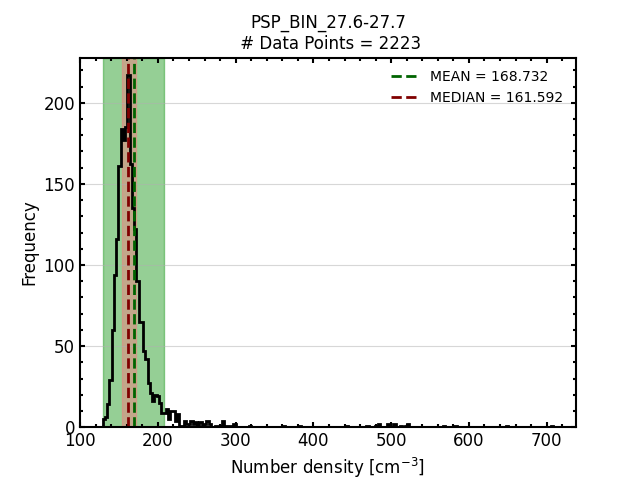 PSP_BIN_27.6-27.7
# Data Points = 2223
MEAN = 168.732
MEDIAN = 161.592
Frequency
200
150
100
50
0
100 200 300 400 500 600 700
Number density [cm⁻³]